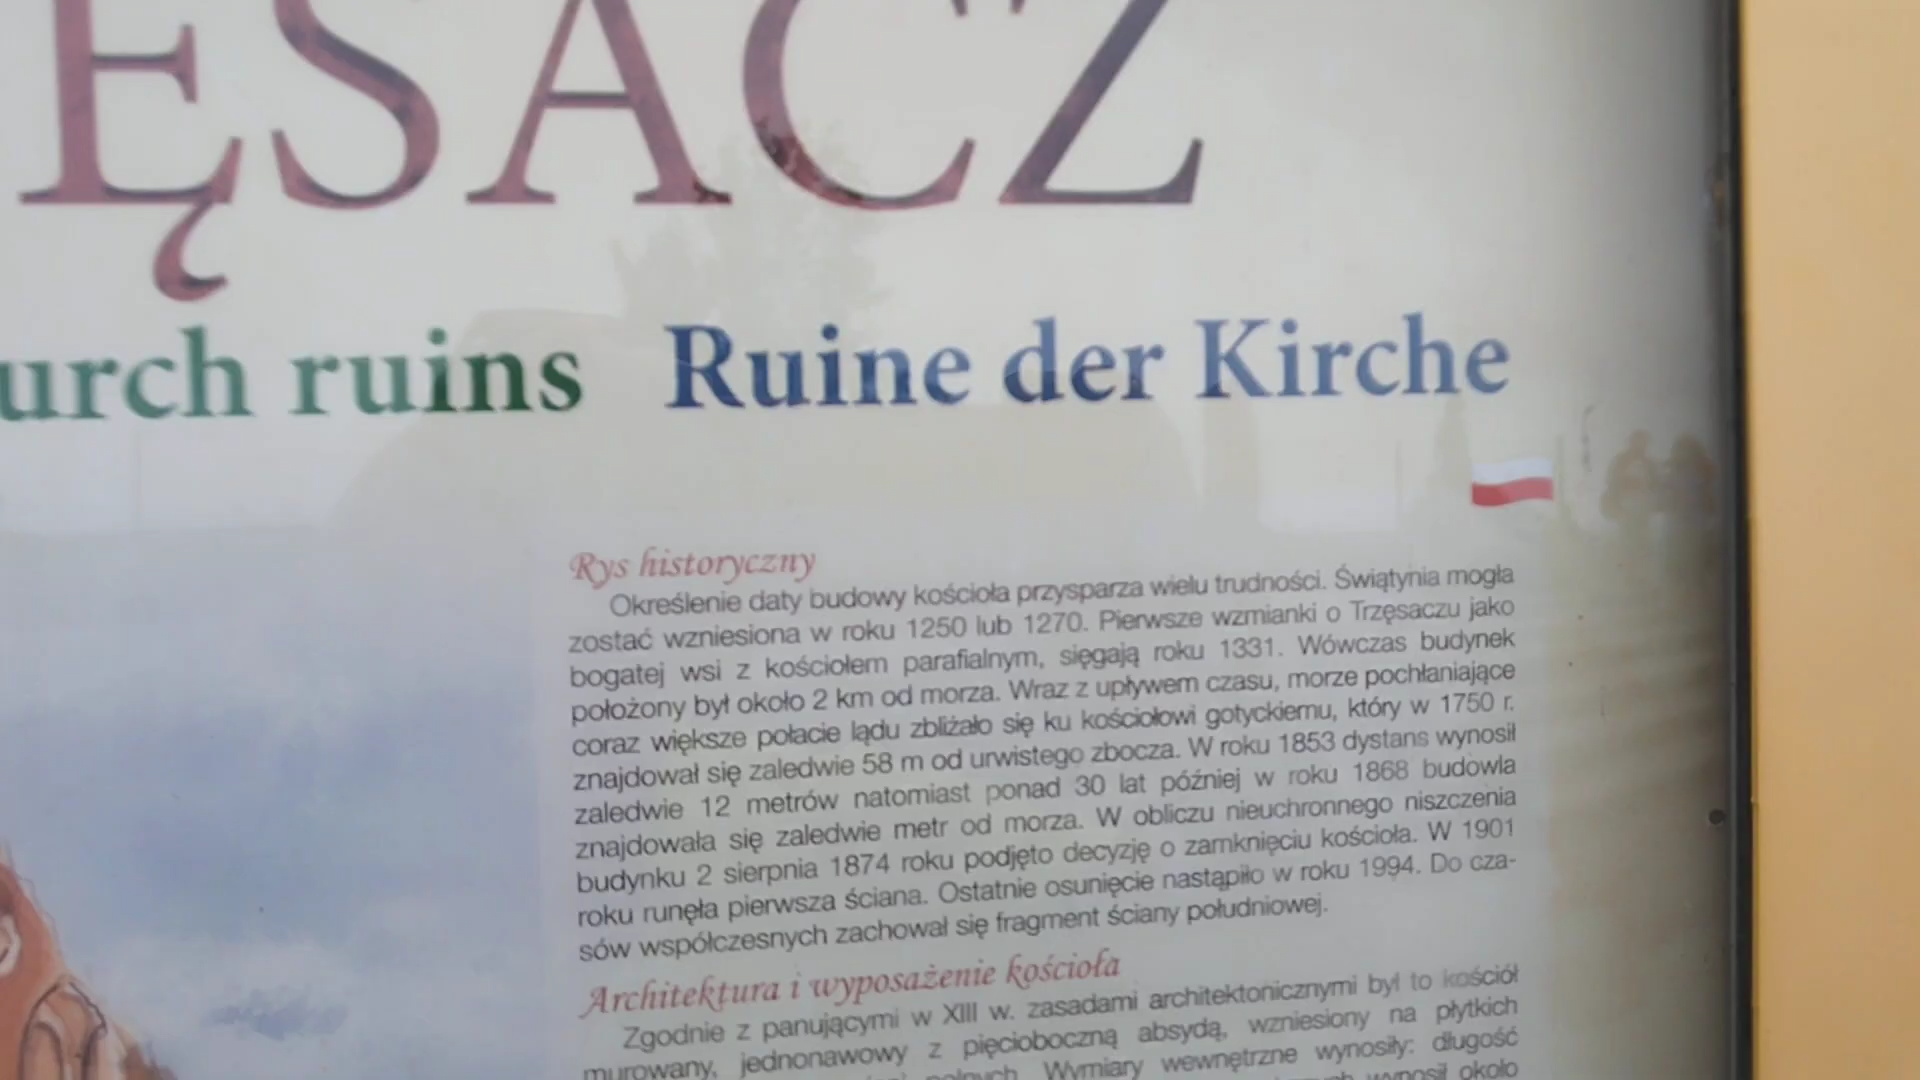 ĘSACZ
urch ruins Ruine der Kirche
Rys historyczny
Określenie daty budowy kościoła przysparza wielu trudności. Świątynia mogła
zostać wzniesiona w roku 1250 lub 1270. Pierwsze wzmianki o Trzęsaczu jako
bogatej wsi z kościołem parafialnym, sięgają roku 1331. Wówczas budynek
położony był około 2 km od morza. Wraz z upływem czasu, morze pochłaniające
coraz większe połacie lądu zbliżało się ku kościołowi gotyckiemu, który w 1750 r.
znajdował się zaledwie 58 m od urwistego zbocza. W roku 1853 dystans wynosił
zaledwie 12 metrów natomiast ponad 30 lat później w roku 1868 budowla
znajdowała się zaledwie metr od morza. W obliczu nieuchronnego niszczenia
budynku 2 sierpnia 1874 roku podjęto decyzję o zamknięciu kościoła. W 1901
roku runęła pierwsza ściana. Ostatnie osunięcie nastąpiło w roku 1994. Do cza-
sów współczesnych zachował się fragment ściany południowej.
Architektura i wyposażenie kościoła
Zgodnie z panującymi w XIII w. zasadami architektonicznymi był to kościół
murowany, jednonawowy z pięcioboczną absydą, wzniesiony na płytkich
polnych. Wymiary wewnętrzne wynosiły: długość
wynosił około